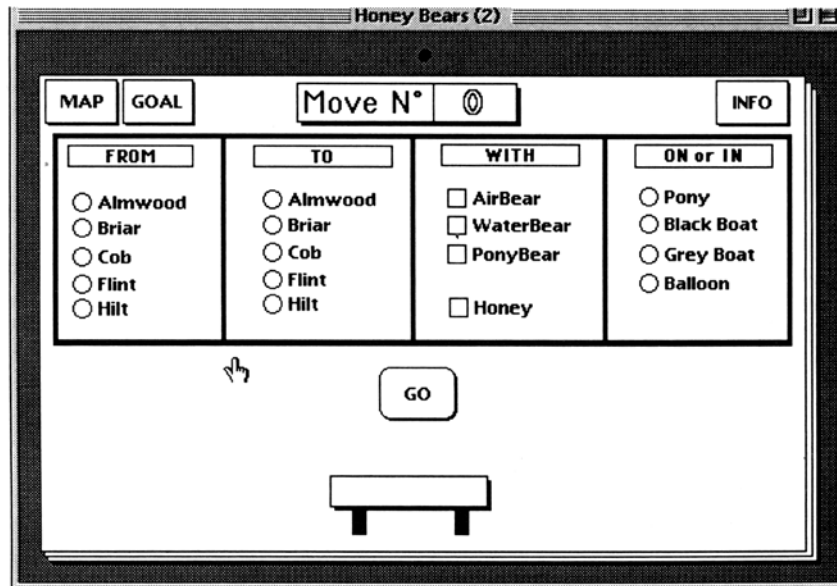 Honey Bears (2)
MAP GOAL Move N° 0 INFO
FROM TO WITH ON or IN
Almwood Almwood AirBear Pony
Briar Briar WaterBear Black Boat
Cob Cob PonyBear Grey Boat
Flint Flint Balloon
Hilt Hilt Honey
GO